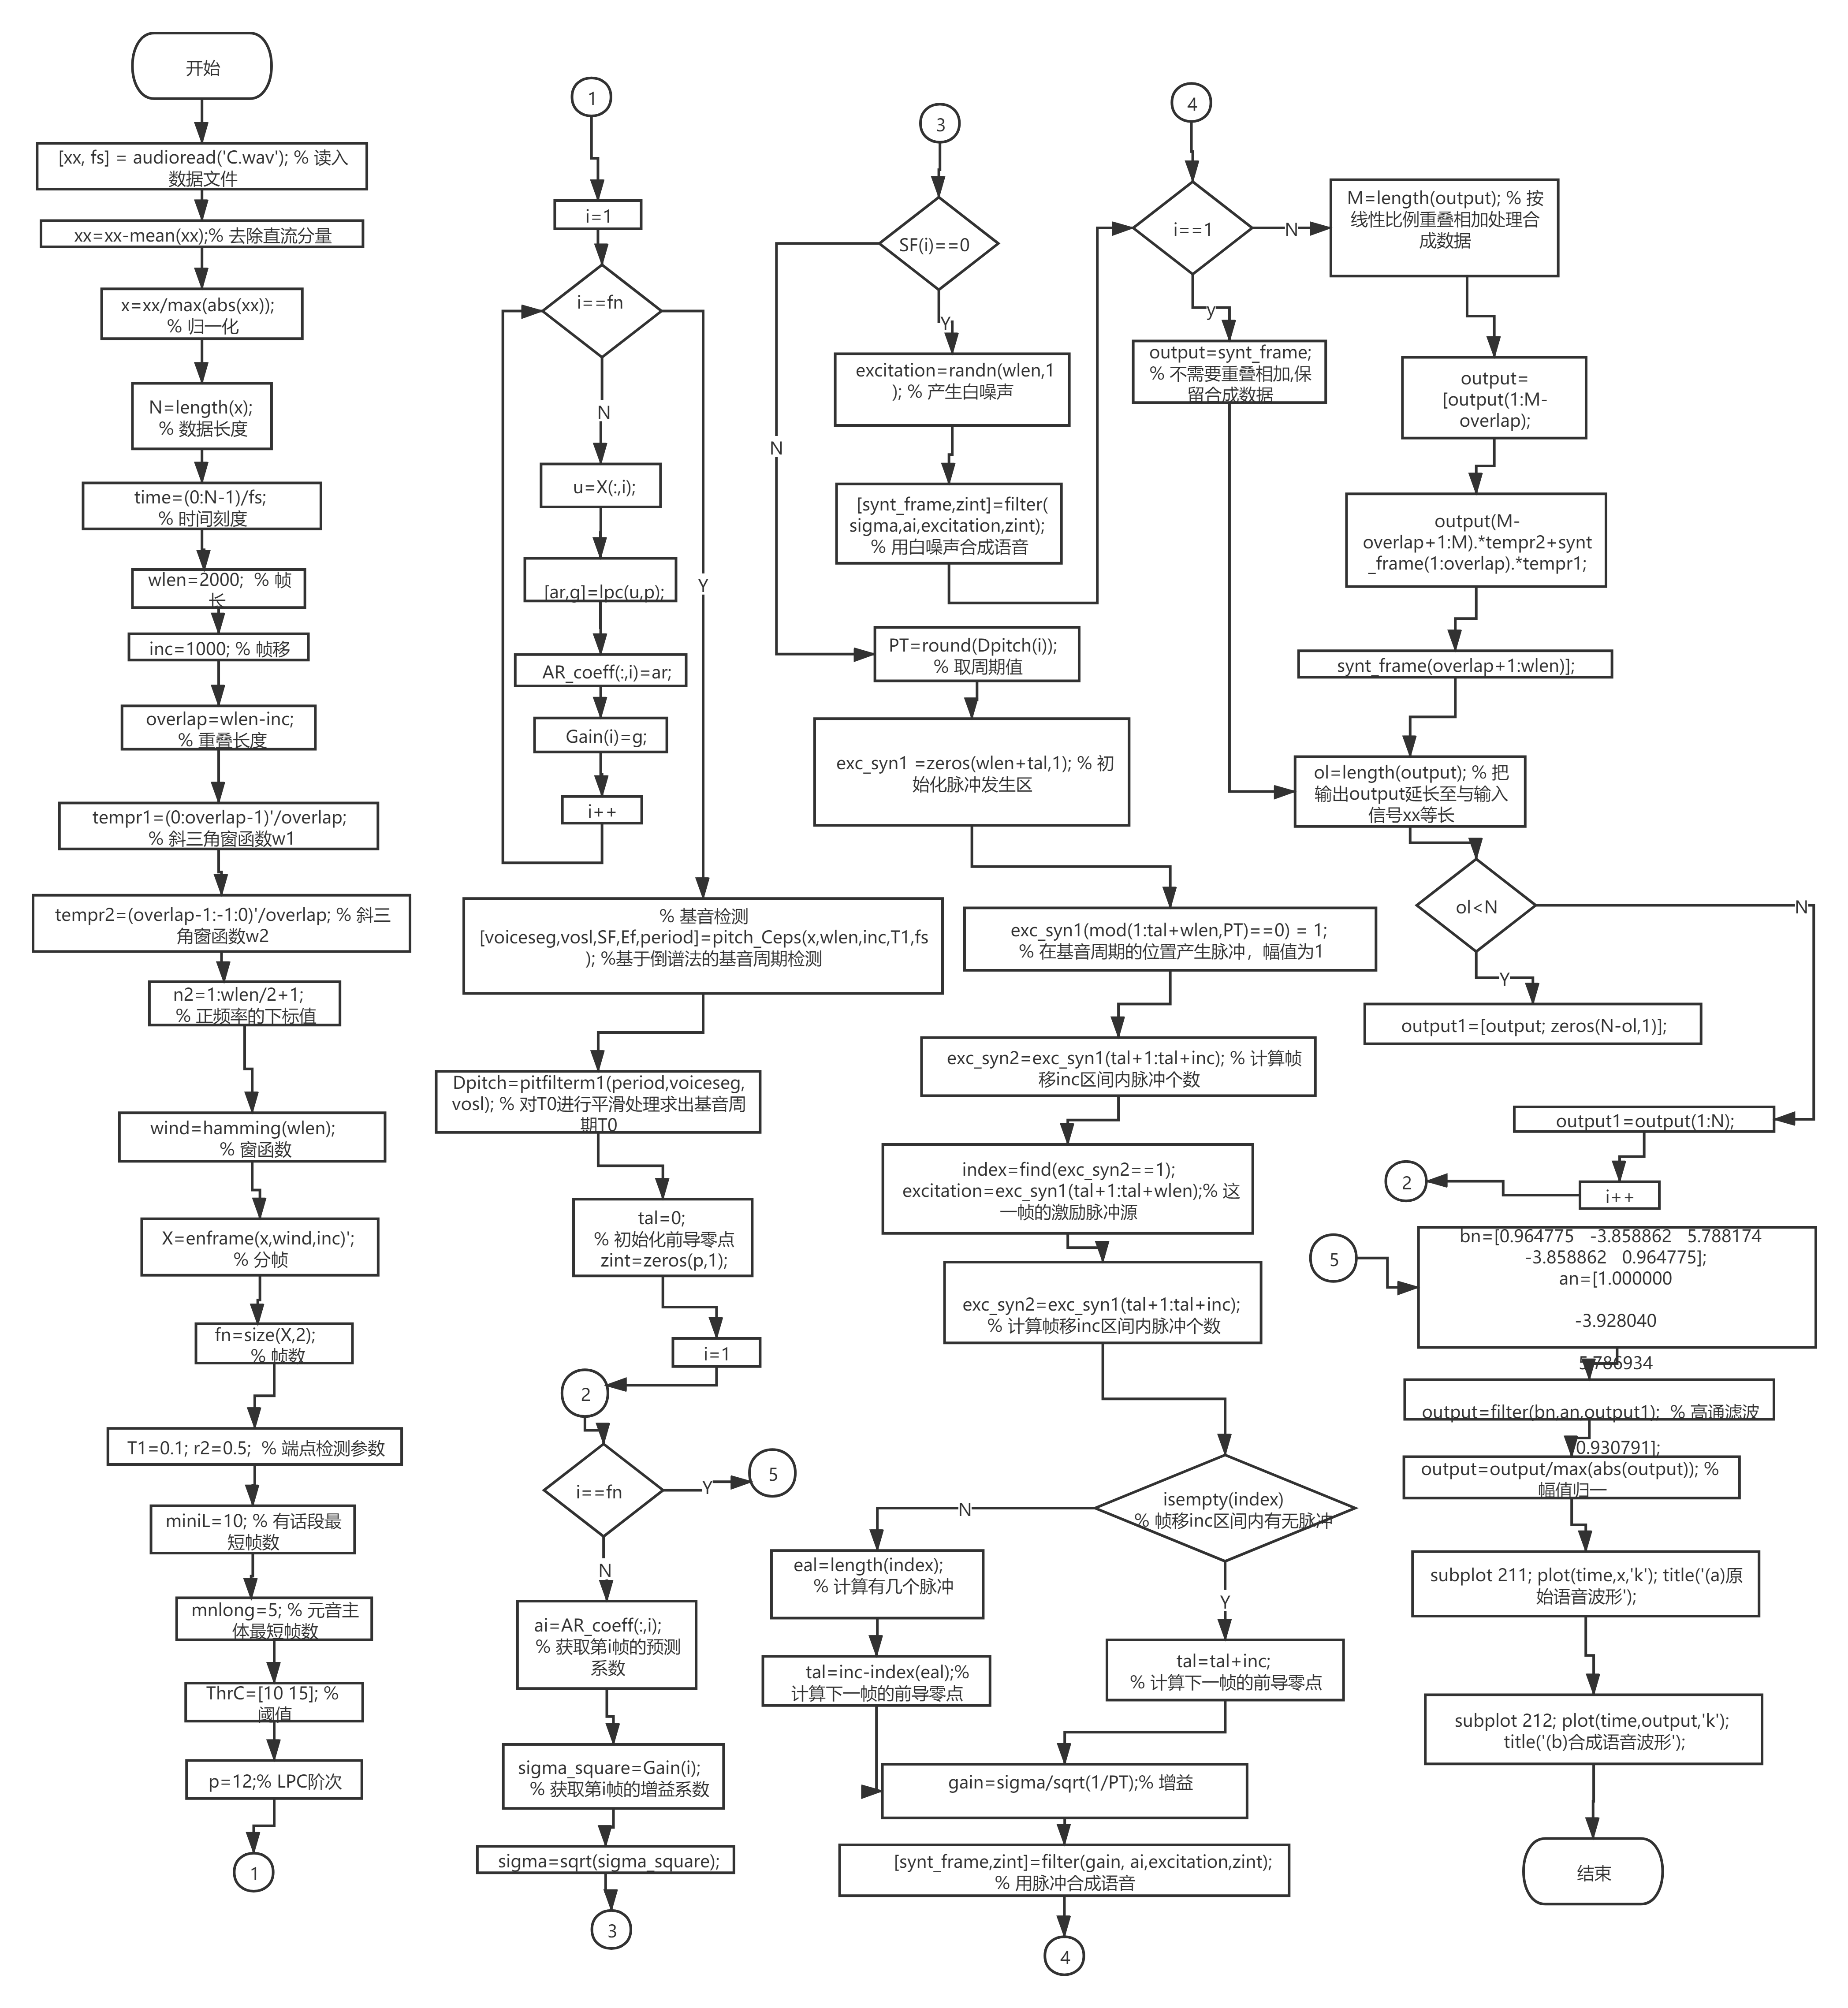 开始
[xx, fs] = audioread('C.wav'); % 读入
数据文件
xx=xx-mean(xx);% 去除直流分量
x=xx/max(abs(xx));
% 归一化
N=length(x);
% 数据长度
time=(0:N-1)/fs;
% 时间刻度
wlen=2000;  % 帧
长
inc=1000; % 帧移
overlap=wlen-inc;
% 重叠长度
tempr1=(0:overlap-1)'/overlap;
% 斜三角窗函数w1
tempr2=(overlap-1:-1:0)'/overlap; % 斜三
角窗函数w2
n2=1:wlen/2+1;
% 正频率的下标值
wind=hamming(wlen);
% 窗函数
X=enframe(x,wind,inc)';
% 分帧
fn=size(X,2);
% 帧数
T1=0.1; r2=0.5;  % 端点检测参数
miniL=10; % 有话段最
短帧数
mnlong=5; % 元音主
体最短帧数
ThrC=[10 15]; %
阈值
p=12;% LPC阶次
1
1
i=1
i==fn
N
Y
u=X(:,i);
[ar,g]=lpc(u,p);
AR_coeff(:,i)=ar;
Gain(i)=g;
i++
% 基音检测
[voiceseg,vosl,SF,Ef,period]=pitch_Ceps(x,wlen,inc,T1,fs
); %基于倒谱法的基音周期检测
Dpitch=pitfilterm1(period,voiceseg,
vosl); % 对T0进行平滑处理求出基音周
期T0
tal=0;
% 初始化前导零点
zint=zeros(p,1);
i=1
2
i==fn
Y
5
N
ai=AR_coeff(:,i);
% 获取第i帧的预测
系数
sigma_square=Gain(i);
% 获取第i帧的增益系数
sigma=sqrt(sigma_square);
3
3
SF(i)==0
Y
N
excitation=randn(wlen,1
); % 产生白噪声
[synt_frame,zint]=filter(
sigma,ai,excitation,zint);
% 用白噪声合成语音
PT=round(Dpitch(i));
% 取周期值
exc_syn1 =zeros(wlen+tal,1); % 初
始化脉冲发生区
exc_syn1(mod(1:tal+wlen,PT)==0) = 1;
% 在基音周期的位置产生脉冲，幅值为1
exc_syn2=exc_syn1(tal+1:tal+inc); % 计算帧
移inc区间内脉冲个数
index=find(exc_syn2==1);
excitation=exc_syn1(tal+1:tal+wlen);% 这
一帧的激励脉冲源
exc_syn2=exc_syn1(tal+1:tal+inc);
% 计算帧移inc区间内脉冲个数
isempty(index)
% 帧移inc区间内有无脉冲
N
Y
eal=length(index);
% 计算有几个脉冲
tal=inc-index(eal);%
计算下一帧的前导零点
tal=tal+inc;
% 计算下一帧的前导零点
gain=sigma/sqrt(1/PT);% 增益
[synt_frame,zint]=filter(gain, ai,excitation,zint);
% 用脉冲合成语音
4
4
i==1
N
y
output=synt_frame;
% 不需要重叠相加,保
留合成数据
M=length(output); % 按
线性比例重叠相加处理合
成数据
output=
[output(1:M-
overlap);
output(M-
overlap+1:M).*tempr2+synt
_frame(1:overlap).*tempr1;
synt_frame(overlap+1:wlen)];
ol=length(output); % 把
输出output延长至与输入
信号xx等长
ol<N
N
Y
output1=[output; zeros(N-ol,1)];
output1=output(1:N);
i++
2
5
bn=[0.964775   -3.858862   5.788174
-3.858862   0.964775];
an=[1.000000
-3.928040
5.786934
output=filter(bn,an,output1);  % 高通滤波
0.930791];
output=output/max(abs(output)); %
幅值归一
subplot 211; plot(time,x,'k'); title('(a)原
始语音波形');
subplot 212; plot(time,output,'k');
title('(b)合成语音波形');
结束